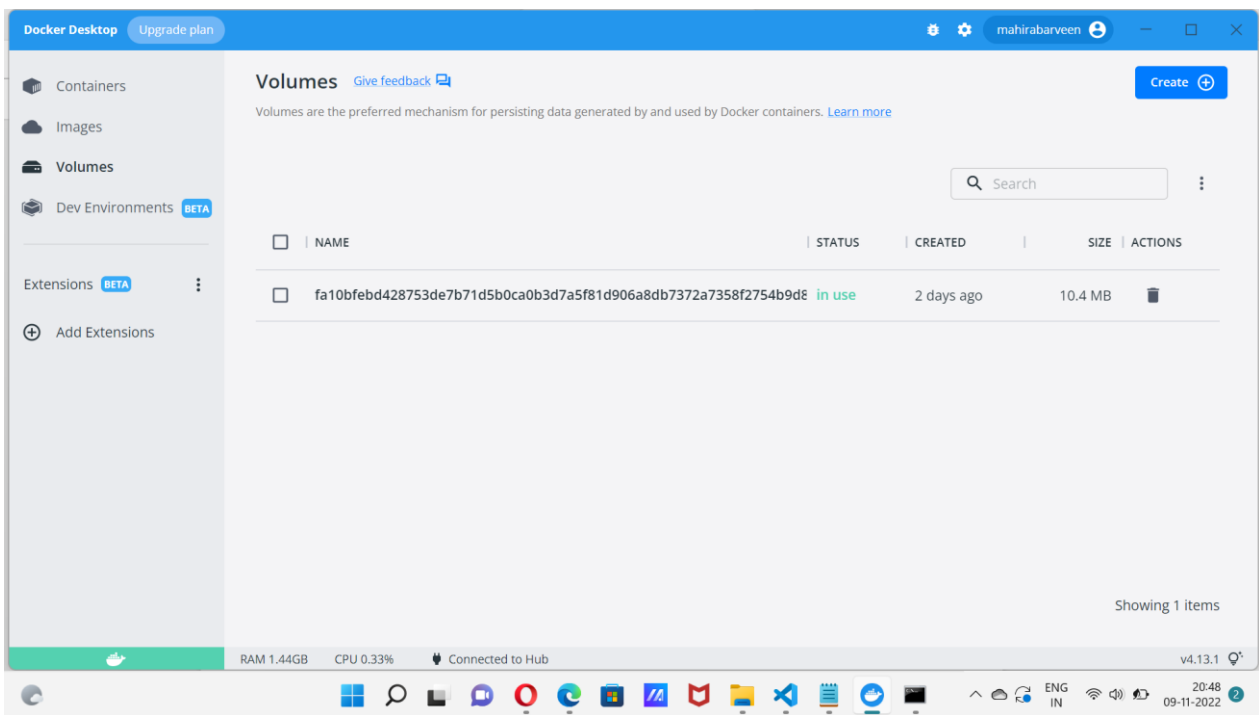 Docker Desktop Upgrade plan mahirabarveen
Containers
Images
Volumes
Dev Environments BETA
Extensions BETA
Add Extensions
Volumes Give feedback
Create
Volumes are the preferred mechanism for persisting data generated by and used by Docker containers. Learn more
Search
NAME STATUS CREATED SIZE ACTIONS
fa10bfebd428753de7b71d5b0ca0b3d7a5f81d906a8db7372a7358f2754b9d8 in use 2 days ago 10.4 MB
Showing 1 items
RAM 1.44GB CPU 0.33% Connected to Hub v4.13.1
ENG
IN
20:48
09-11-2022
2